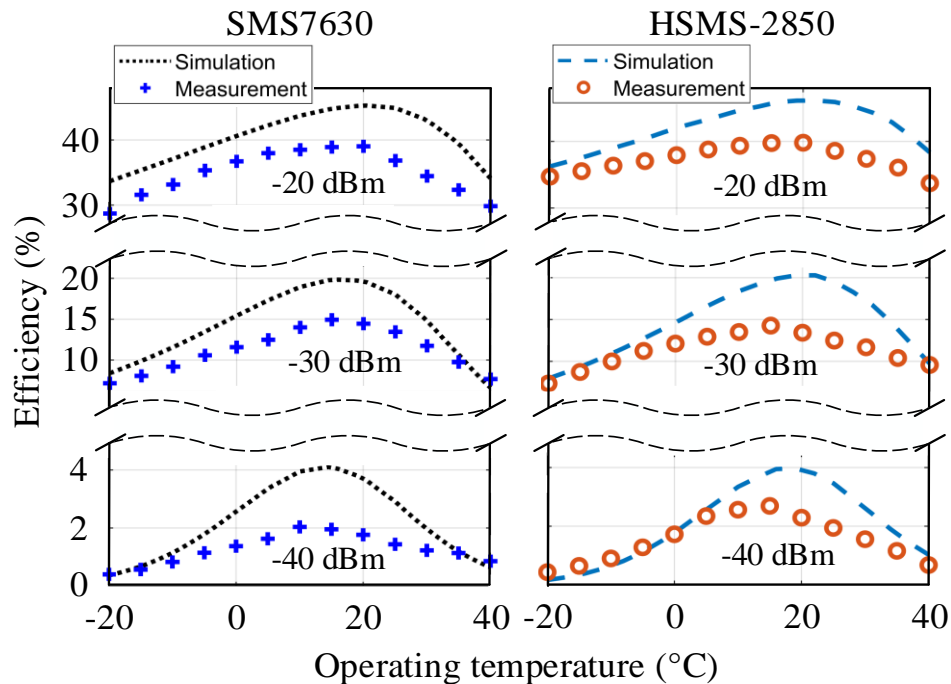 SMS7630
HSMS-2850
Simulation
Measurement
Simulation
Measurement
Efficiency (%)
40
30
-20 dBm
-20 dBm
20
15
10
-30 dBm
-30 dBm
4
2
0
-40 dBm
-40 dBm
-20 0 20 40
-20 0 20 40
Operating temperature (°C)